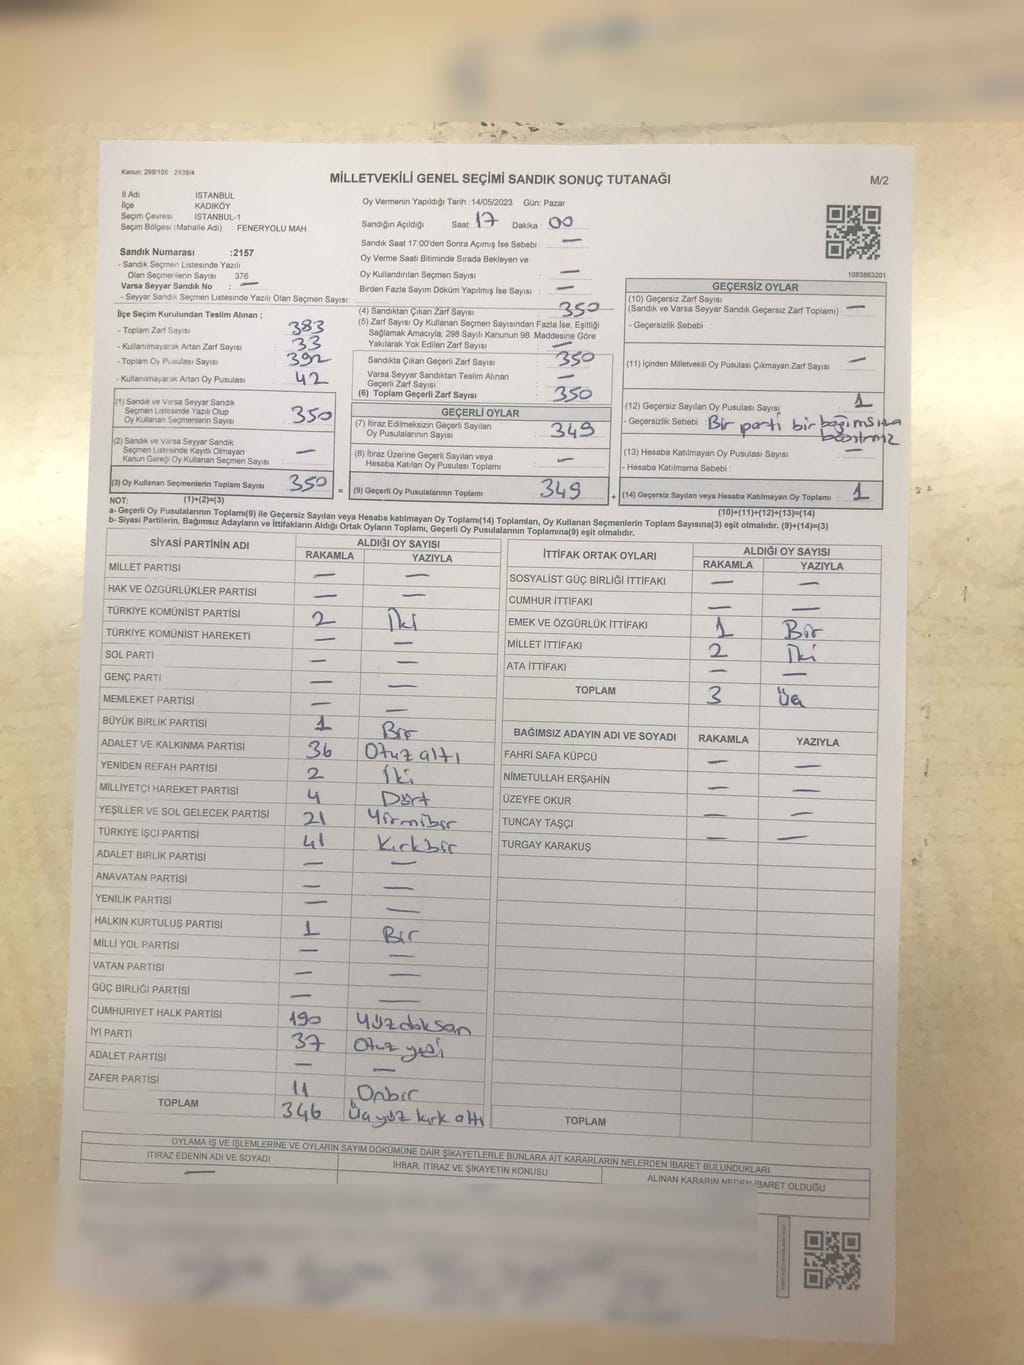 Kanun: 298/105 2839/4
MİLLETVEKİLİ GENEL SEÇİMİ SANDIK SONUÇ TUTANAĞI
M/2
İl Adı İSTANBUL
İlçe KADIKÖY
Seçim Çevresi İSTANBUL-1
Seçim Bölgesi (Mahalle Adı) FENERYOLU MAH.
Oy Vermenin Yapıldığı Tarih :14/05/2023 Gün: Pazar
Sandığın Açıldığı Saat: 17 Dakika: 00
Sandık Saat 17:00'den Sonra Açımış İse Sebebi : —
Oy Verme Saati Bitiminde Sırada Bekleyen ve
Oy Kullandırılan Seçmen Sayısı : —
Birden Fazla Sayım Döküm Yapılmış İse Sayısı : —
Sandık Numarası :2157
- Sandık Seçmen Listesinde Yazılı
Olan Seçmenlerin Sayısı 376
Varsa Seyyar Sandık No : —
- Seyyar Sandık Seçmen Listesinde Yazılı Olan Seçmen Sayısı:
İlçe Seçim Kurulundan Teslim Alınan ;
- Toplam Zarf Sayısı 383
- Kullanılmayarak Artan Zarf Sayısı 33
- Toplam Oy Pusulası Sayısı 392
- Kullanılmayarak Artan Oy Pusulası 42
(1) Sandık ve Varsa Seyyar Sandık
Seçmen Listesinde Yazılı Olup
Oy Kullanan Seçmenlerin Sayısı 350
(2) Sandık ve Varsa Seyyar Sandık
Seçmen Listesinde Kayıtlı Olmayan
Kanun Gereği Oy Kullanan Seçmen Sayısı : —
(3) Oy Kullanan Seçmenlerin Toplam Sayısı 350
(1)+(2)=(3)
(4) Sandıktan Çıkan Zarf Sayısı : 350
(5) Zarf Sayısı Oy Kullanan Seçmen Sayısından Fazla İse, Eşitliği
Sağlamak Amacıyla; 298 Sayılı Kanunun 98. Maddesine Göre
Yakılarak Yok Edilen Zarf Sayısı : —
Sandıkta Çıkan Geçerli Zarf Sayısı : 350
Varsa Seyyar Sandıktan Teslim Alınan
Geçerli Zarf Sayısı : —
(6) Toplam Geçerli Zarf Sayısı : 350
GEÇERLİ OYLAR
(7) İtiraz Edilmeksizin Geçerli Sayılan
Oy Pusulalarının Sayısı : 349
(8) İtiraz Üzerine Geçerli Sayılan veya
Hesaba Katılan Oy Pusulası Toplamı : —
= (9) Geçerli Oy Pusulalarının Toplamı 349
1083863201
GEÇERSİZ OYLAR
(10) Geçersiz Zarf Sayısı
(Sandık ve Varsa Seyyar Sandık Geçersiz Zarf Toplamı) : —
- Geçersizlik Sebebi :
(11) İçinden Milletvekili Oy Pusulası Çıkmayan Zarf Sayısı : —
(12) Geçersiz Sayılan Oy Pusulası Sayısı : 1
- Geçersizlik Sebebi Bir parti bir bağımsıza
(13) Hesaba Katılmayan Oy Pusulası Sayısı : —
- Hesaba Katılmama Sebebi :
+ (14) Geçersiz Sayılan veya Hesaba Katılmayan Oy Toplamı : 1
(10)+(11)+(12)+(13)=(14)
NOT:
a- Geçerli Oy Pusulalarının Toplamı(9) ile Geçersiz Sayılan veya Hesaba katılmayan Oy Toplamı(14) Toplamları, Oy Kullanan Seçmenlerin Toplam Sayısına(3) eşit olmalıdır. (9)+(14)=(3)
b- Siyasi Partilerin, Bağımsız Adayların ve İttifakların Aldığı Ortak Oyların Toplamı, Geçerli Oy Pusulalarının Toplamına(9) eşit olmalıdır.
SİYASİ PARTİNİN ADI ALDIĞI OY SAYISI
RAKAMLA YAZIYLA
MİLLET PARTİSİ — —
HAK VE ÖZGÜRLÜKLER PARTİSİ — —
TÜRKİYE KOMÜNİST PARTİSİ 2 İki
TÜRKİYE KOMÜNİST HAREKETİ — —
SOL PARTİ — —
GENÇ PARTİ — —
MEMLEKET PARTİSİ — —
BÜYÜK BİRLİK PARTİSİ 1 Bir
ADALET VE KALKINMA PARTİSİ 36 Otuz altı
YENİDEN REFAH PARTİSİ 2 İki
MİLLİYETÇİ HAREKET PARTİSİ 4 Dört
YEŞİLLER VE SOL GELECEK PARTİSİ 21 Yirmibir
TÜRKİYE İŞÇİ PARTİSİ 41 Kırkbir
ADALET BİRLİK PARTİSİ — —
ANAVATAN PARTİSİ — —
YENİLİK PARTİSİ — —
HALKIN KURTULUŞ PARTİSİ 1 Bir
MİLLİ YOL PARTİSİ — —
VATAN PARTİSİ — —
GÜÇ BİRLİĞİ PARTİSİ — —
CUMHURİYET HALK PARTİSİ 190 Yüzdoksan
İYİ PARTİ 37 Otuz yedi
ADALET PARTİSİ — —
ZAFER PARTİSİ 11 Onbir
TOPLAM 346 Üçyüz kırk altı
İTTİFAK ORTAK OYLARI ALDIĞI OY SAYISI
RAKAMLA YAZIYLA
SOSYALİST GÜÇ BİRLİĞİ İTTİFAKI — —
CUMHUR İTTİFAKI — —
EMEK VE ÖZGÜRLÜK İTTİFAKI 1 Bir
MİLLET İTTİFAKI 2 İki
ATA İTTİFAKI — —
TOPLAM 3 Üç
BAĞIMSIZ ADAYIN ADI VE SOYADI RAKAMLA YAZIYLA
FAHRİ SAFA KÜPCÜ — —
NİMETULLAH ERŞAHİN — —
ÜZEYFE OKUR — —
TUNCAY TAŞÇI — —
TURGAY KARAKUŞ
TOPLAM
OYLAMA İŞ VE İŞLEMLERİNE VE OYLARIN SAYIM DÖKÜMÜNE DAİR ŞİKAYETLERLE BUNLARA AİT KARARLARIN NELERDEN İBARET BULUNDUKLARI
İTİRAZ EDENİN ADI VE SOYADI İHBAR, İTİRAZ VE ŞİKAYETİN KONUSU ALINAN KARARIN NEDEN İBARET OLDUĞU
—